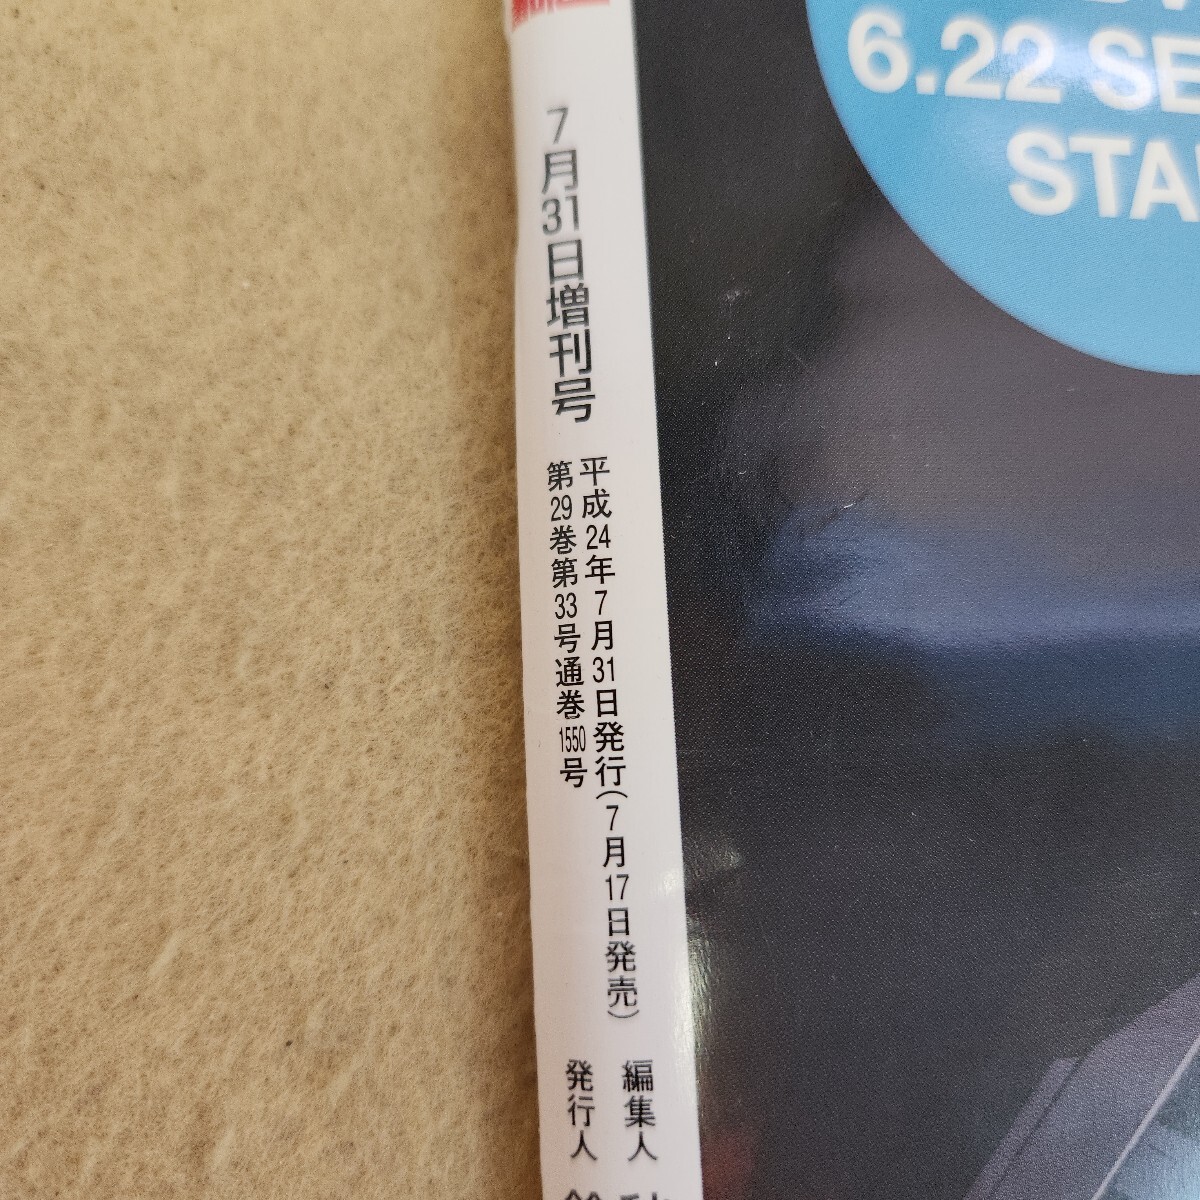 7月31日増刊号
平成24年7月31日発行(7月17日発売)
第29巻第33号通巻1550号
編集人
発行人
6.22 SE
STA